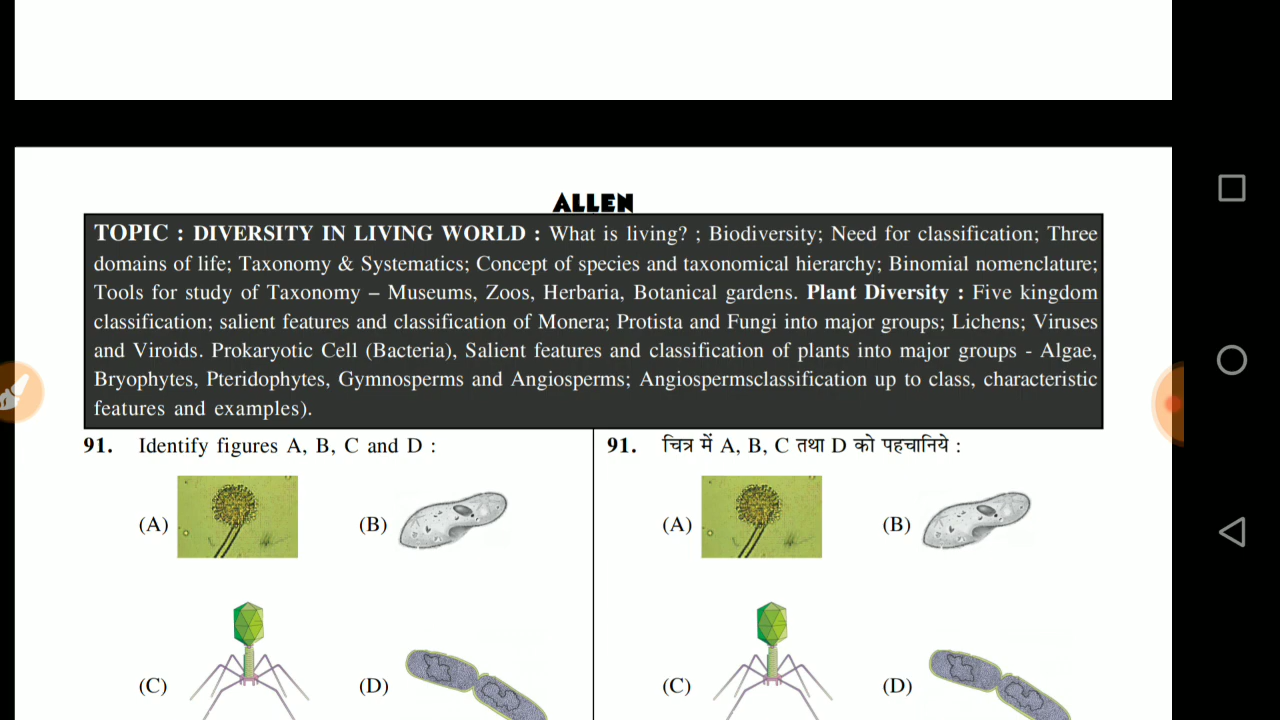 ALLEN
TOPIC : DIVERSITY IN LIVING WORLD : What is living? ; Biodiversity; Need for classification; Three
domains of life; Taxonomy & Systematics; Concept of species and taxonomical hierarchy; Binomial nomenclature;
Tools for study of Taxonomy – Museums, Zoos, Herbaria, Botanical gardens. Plant Diversity : Five kingdom
classification; salient features and classification of Monera; Protista and Fungi into major groups; Lichens; Viruses
and Viroids. Prokaryotic Cell (Bacteria), Salient features and classification of plants into major groups - Algae,
Bryophytes, Pteridophytes, Gymnosperms and Angiosperms; Angiospermsclassification up to class, characteristic
features and examples).
91. Identify figures A, B, C and D :
(A)
(B)
(C)
(D)
91. चित्र में A, B, C तथा D को पहचानिये :
(A)
(B)
(C)
(D)